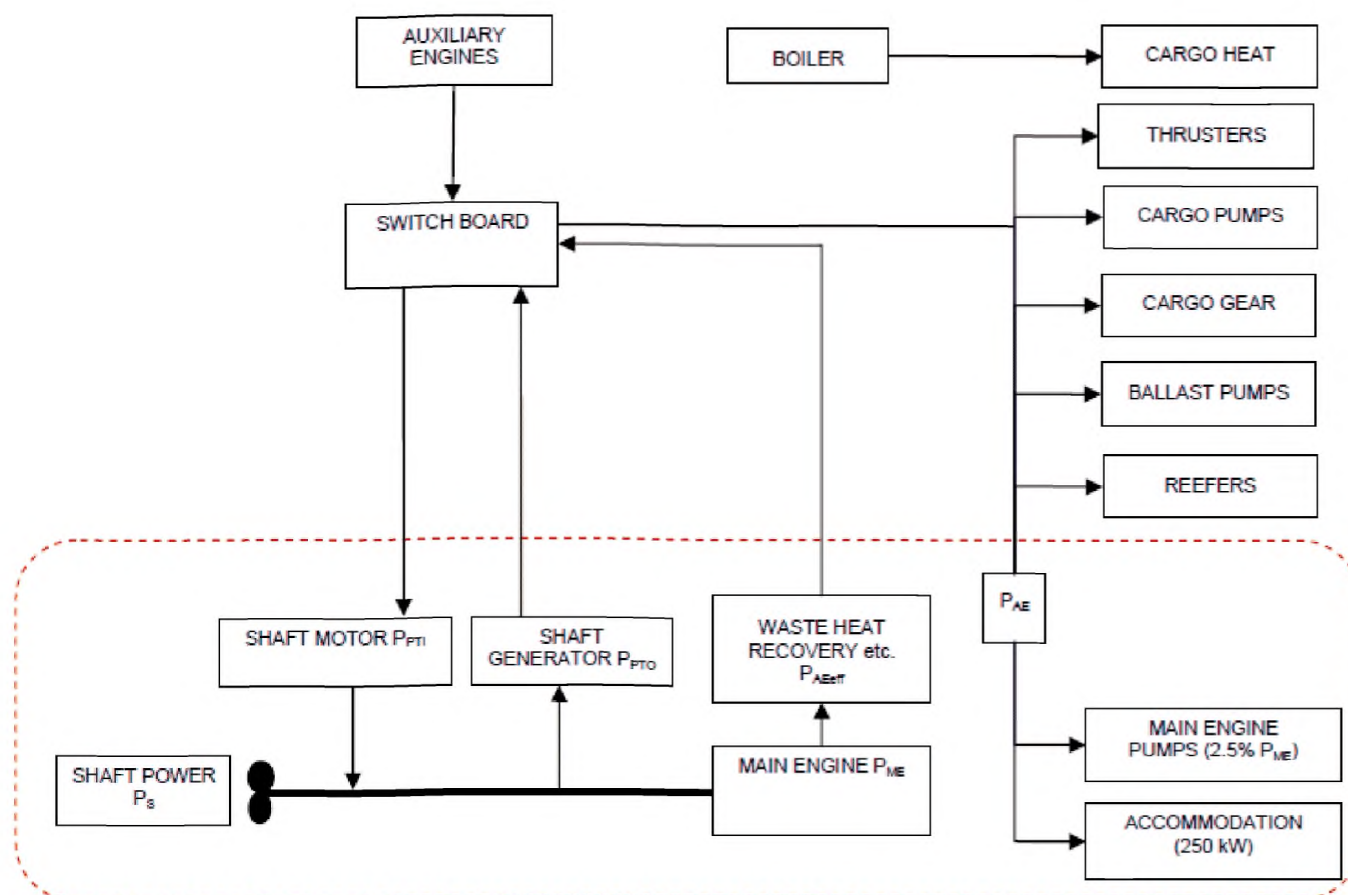 AUXILIARY
ENGINES
BOILER
CARGO HEAT
THRUSTERS
SWITCH BOARD
CARGO PUMPS
CARGO GEAR
BALLAST PUMPS
REEFERS
PAE
SHAFT MOTOR PPTI
SHAFT
GENERATOR PPTO
WASTE HEAT
RECOVERY etc.
PAEeff
MAIN ENGINE
PUMPS (2.5% PME)
SHAFT POWER
PS
MAIN ENGINE PME
ACCOMMODATION
(250 kW)